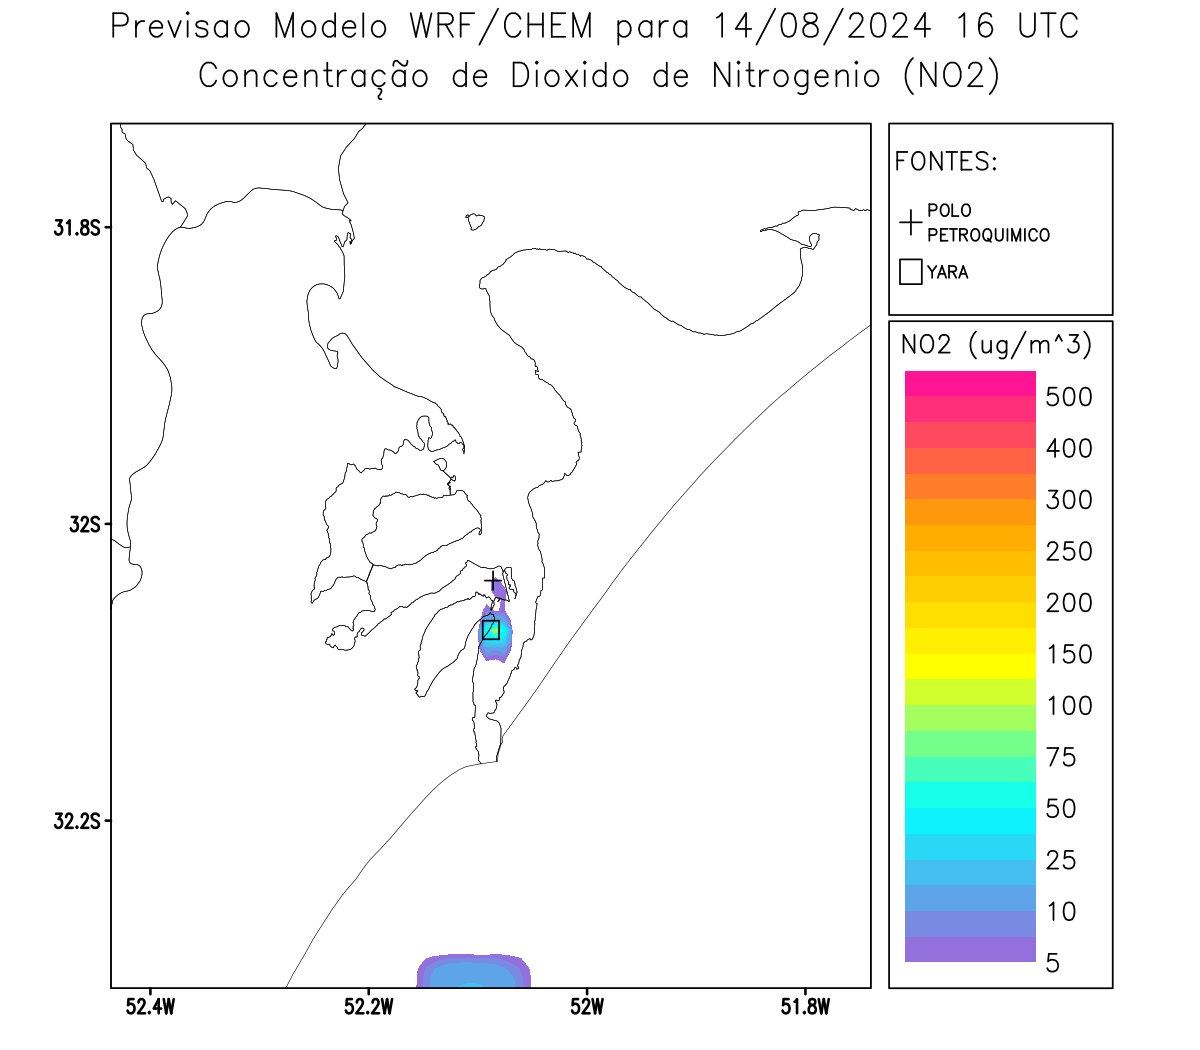 Previsao Modelo WRF/CHEM para 14/08/2024 16 UTC
Concentração de Dioxido de Nitrogenio (NO2)
FONTES:
POLO
PETROQUIMICO
YARA
NO2 (ug/m^3)
500
400
300
250
200
150
100
75
50
25
10
5
31.8S
32S
32.2S
52.4W
52.2W
52W
51.8W